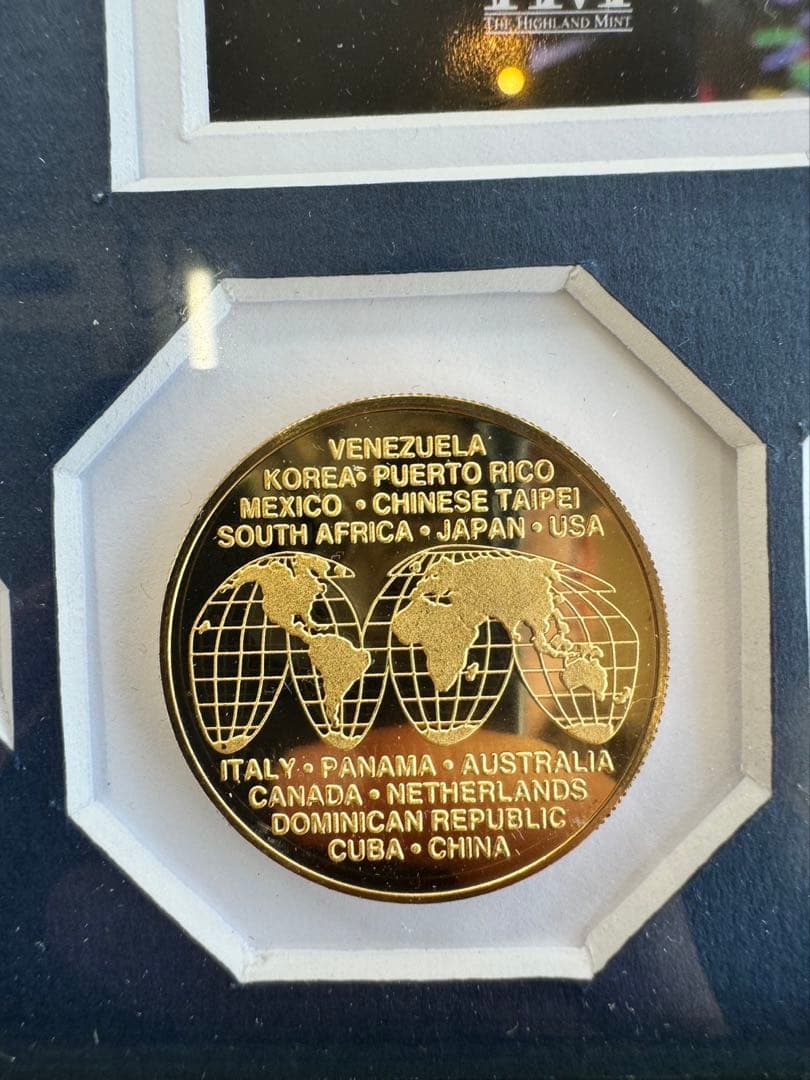 THE HIGHLAND MINT
VENEZUELA
KOREA • PUERTO RICO
MEXICO • CHINESE TAIPEI
SOUTH AFRICA • JAPAN • USA
ITALY • PANAMA • AUSTRALIA
CANADA • NETHERLANDS
DOMINICAN REPUBLIC
CUBA • CHINA